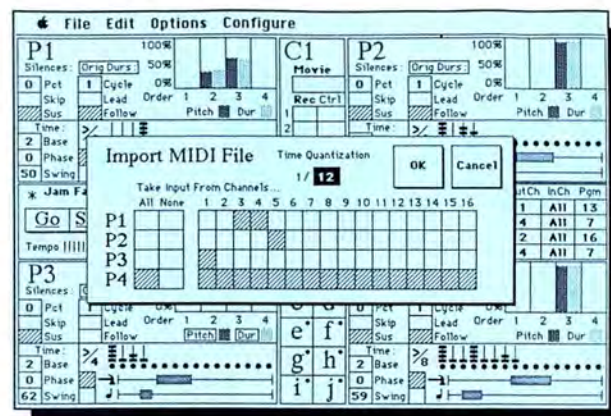 File Edit Options Configure
P1
Silences: Orig Durs:
100%
50%
0%
0 Pct 1 Cycle
Skip Lead Order 1 2 3 4
Sus Follow Pitch Dur
Time:
2 Base
0 Phase
50 Swing
C1
Movie
Rec Ctrl
1
2
P2
Silences: Orig Durs:
100%
50%
0%
0 Pct 1 Cycle
Skip Lead Order 1 2 3 4
Sus Follow Pitch Dur
Time:
Import MIDI File Time Quantization
1/ 12
OK Cancel
Take Input From Channels...
All None 1 2 3 4 5 6 7 8 9 10 11 12 13 14 15 16
P1
P2
P3
P4
* Jam
Go
Tempo
InCh Pgm
1 All 13
4 All 7
2 All 16
4 All 7
P3
Silences:
0 Pct 1 Cycle 0%
Skip Lead Order 1 2 3 4
Sus Follow Pitch Dur
Time:
2 Base
0 Phase
62 Swing
e f
g h
i j
0 Pct Cycle 0%
Skip Lead Order 1 2 3 4
Sus Follow Pitch Dur
Time:
2 Base
0 Phase
59 Swing